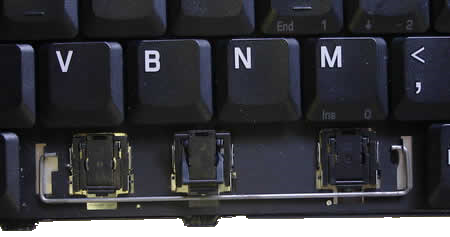 End 1 ↓ -2
V B N M <
Ins 0 ,